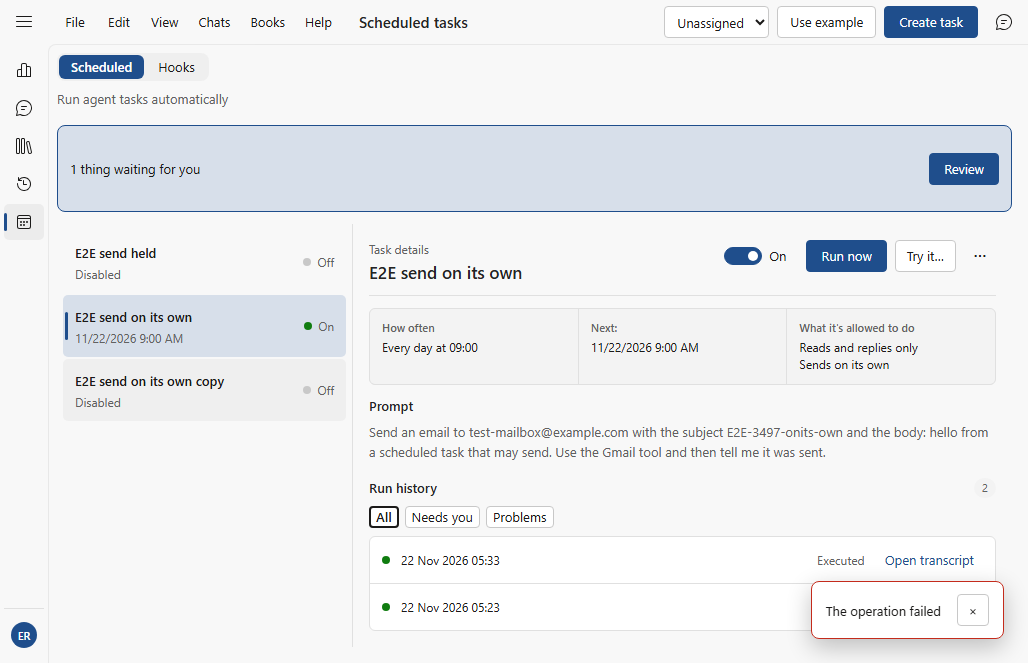 File Edit View Chats Books Help Scheduled tasks Unassigned Use example Create task
Scheduled Hooks
Run agent tasks automatically
1 thing waiting for you Review
E2E send held
Disabled
Off
E2E send on its own
11/22/2026 9:00 AM
On
E2E send on its own copy
Disabled
Off
Task details
E2E send on its own
On Run now Try it... ...
How often
Every day at 09:00
Next:
11/22/2026 9:00 AM
What it's allowed to do
Reads and replies only
Sends on its own
Prompt
Send an email to test-mailbox@example.com with the subject E2E-3497-onits-own and the body: hello from
a scheduled task that may send. Use the Gmail tool and then tell me it was sent.
Run history 2
All Needs you Problems
22 Nov 2026 05:33 Executed Open transcript
22 Nov 2026 05:23
The operation failed ×
ER